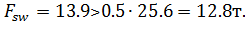 F_sw = 13.9>0.5 · 25.6 = 12.8т.